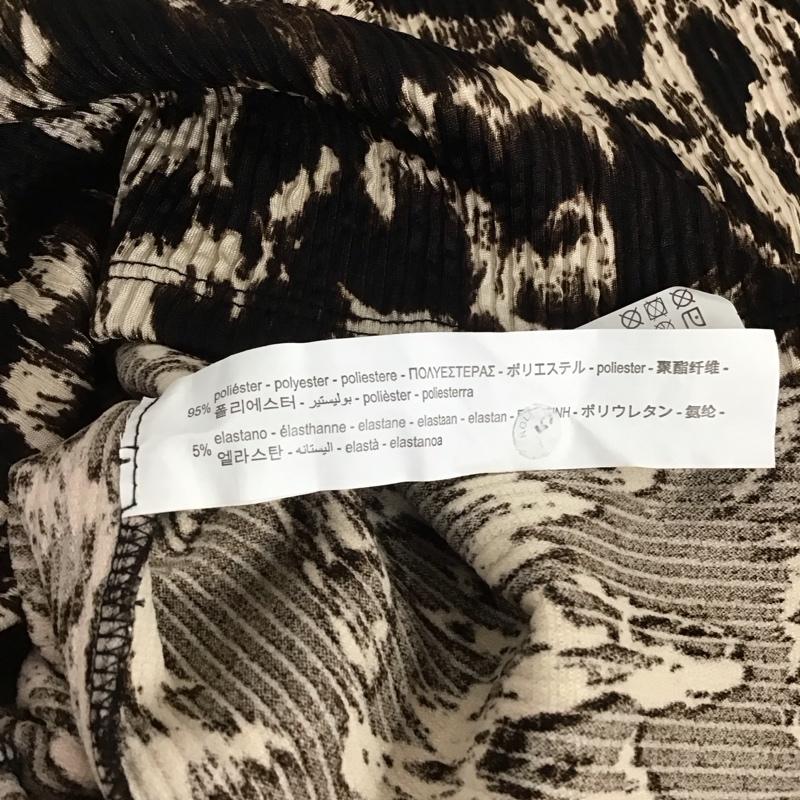 95% poliéster - polyester - poliestere - ΠΟΛΥΕΣΤΕΡΑΣ - ポリエステル - poliester - 聚酯纤维 -
폴리에스터 - بوليستير - polièster - poliesterra
5% elastano - élasthanne - elastane - elastaan - elastan - ΙΝΗ - ポリウレタン - 氨纶 -
엘라스탄 - اليستانه - elastà - elastanoa